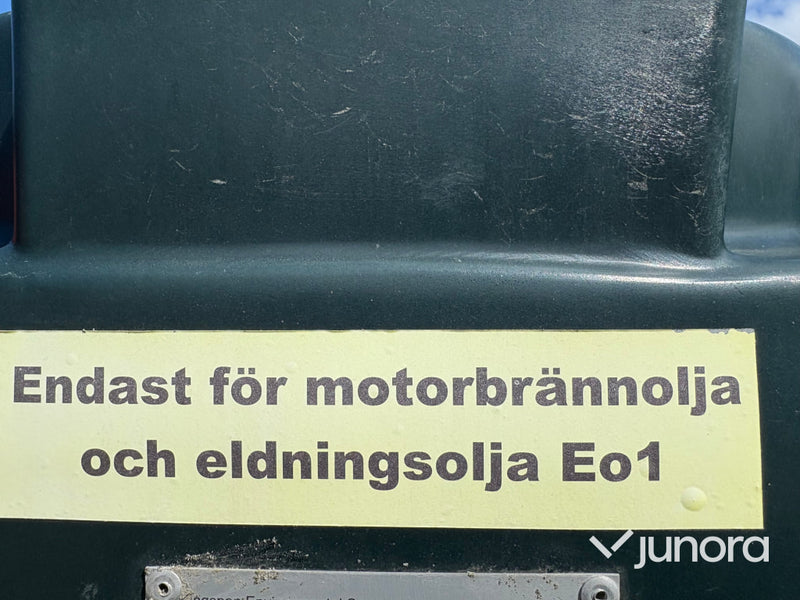 Endast för motorbrännolja
och eldningsolja Eo1
junora